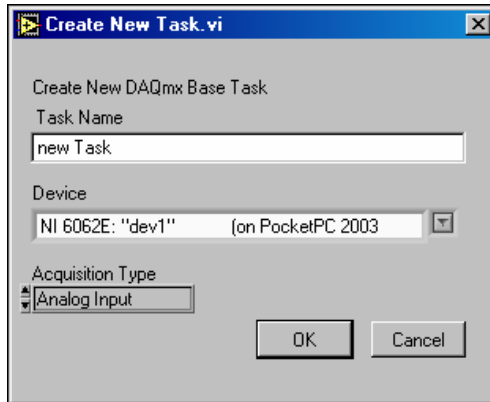 Create New Task.vi
Create New DAQmx Base Task
Task Name
new Task
Device
NI 6062E: "dev1" (on PocketPC 2003
Acquisition Type
Analog Input
OK Cancel